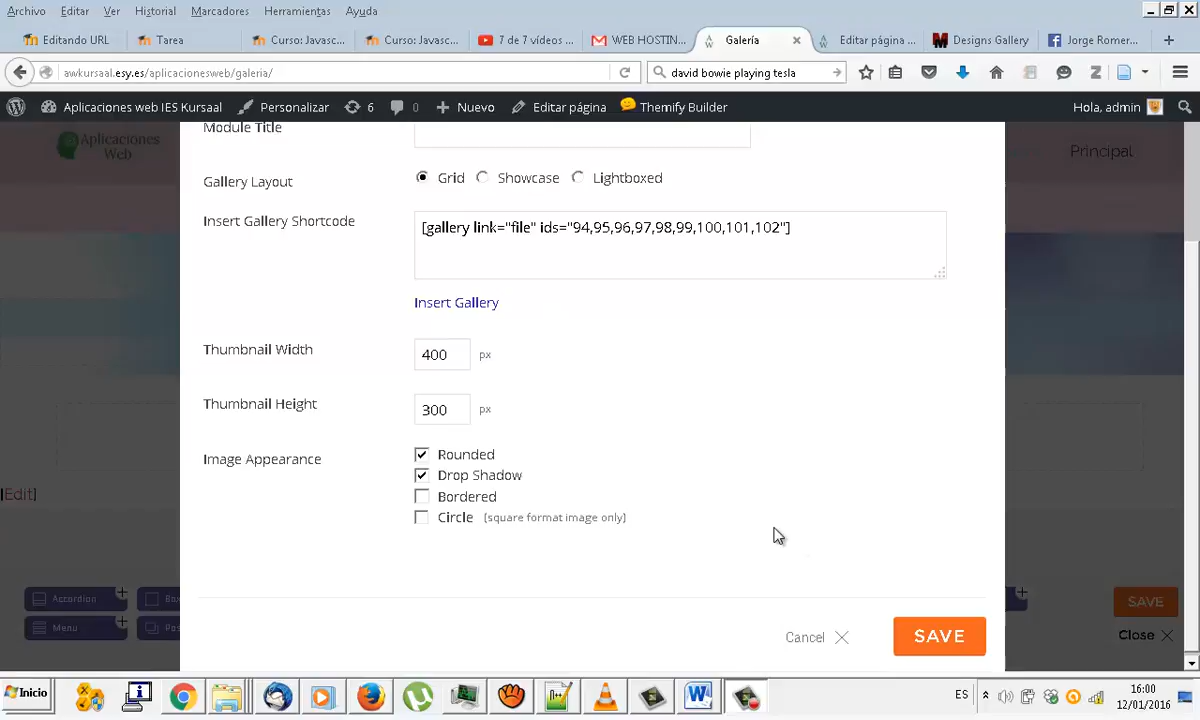 Archivo Editar Ver Historial Marcadores Herramientas Ayuda
Editando URL Tarea Curso: Javasc... Curso: Javasc... 7 de 7 vídeos ... WEB HOSTIN... Galería Editar página ... Designs Gallery Jorge Romer...
awkursaal.esy.es/aplicacionesweb/galeria/ david bowie playing tesla
Aplicaciones web IES Kursaal Personalizar 6 0 Nuevo Editar página Themify Builder Hola, admin
Module Title
Aplicaciones
Web
Principal
Gallery Layout Grid Showcase Lightboxed
Insert Gallery Shortcode [gallery link="file" ids="94,95,96,97,98,99,100,101,102"]
Insert Gallery
Thumbnail Width 400 px
Thumbnail Height 300 px
Image Appearance Rounded
Drop Shadow
[Edit] Bordered
Circle (square format image only)
Accordion SAVE
Menu Close
Cancel SAVE
Inicio ES 16:00
12/01/2016